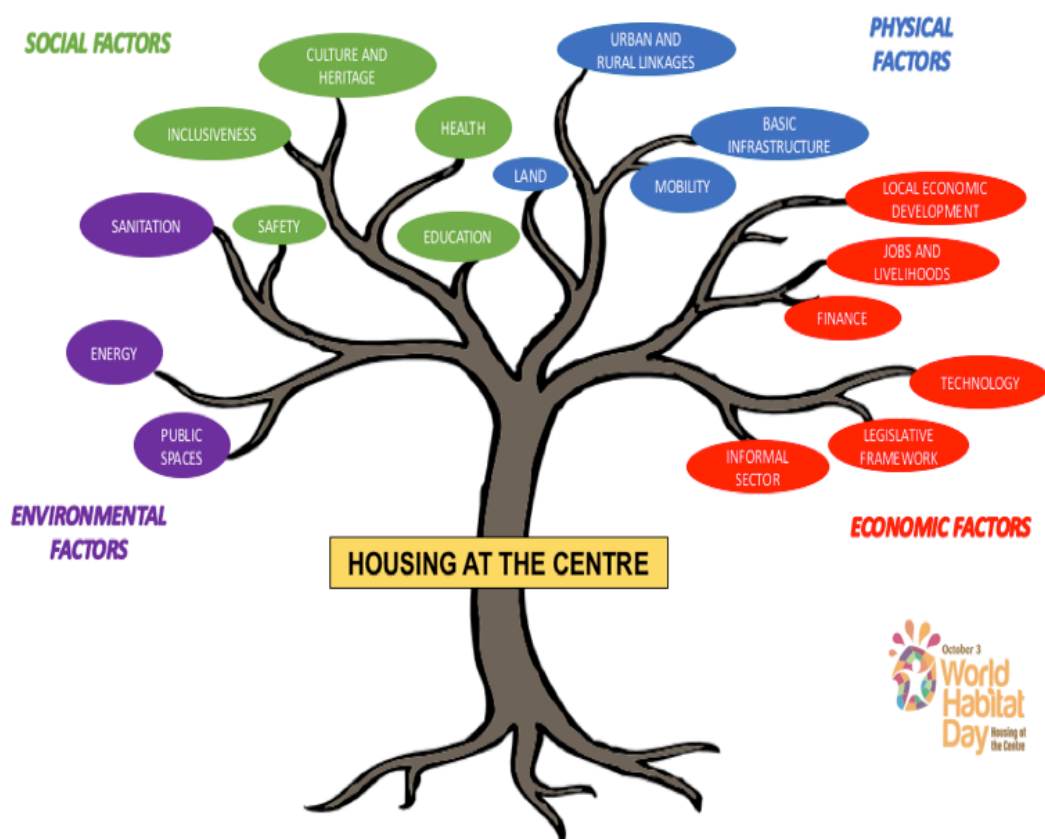 SOCIAL FACTORS
CULTURE AND
HERITAGE
INCLUSIVENESS
HEALTH
SAFETY
EDUCATION
URBAN AND
RURAL LINKAGES
PHYSICAL
FACTORS
BASIC
INFRASTRUCTURE
LAND
MOBILITY
SANITATION
ENERGY
PUBLIC
SPACES
ENVIRONMENTAL
FACTORS
LOCAL ECONOMIC
DEVELOPMENT
JOBS AND
LIVELIHOODS
FINANCE
TECHNOLOGY
LEGISLATIVE
FRAMEWORK
INFORMAL
SECTOR
ECONOMIC FACTORS
HOUSING AT THE CENTRE
October 3
World
Habitat
Day
Housing at
the Centre